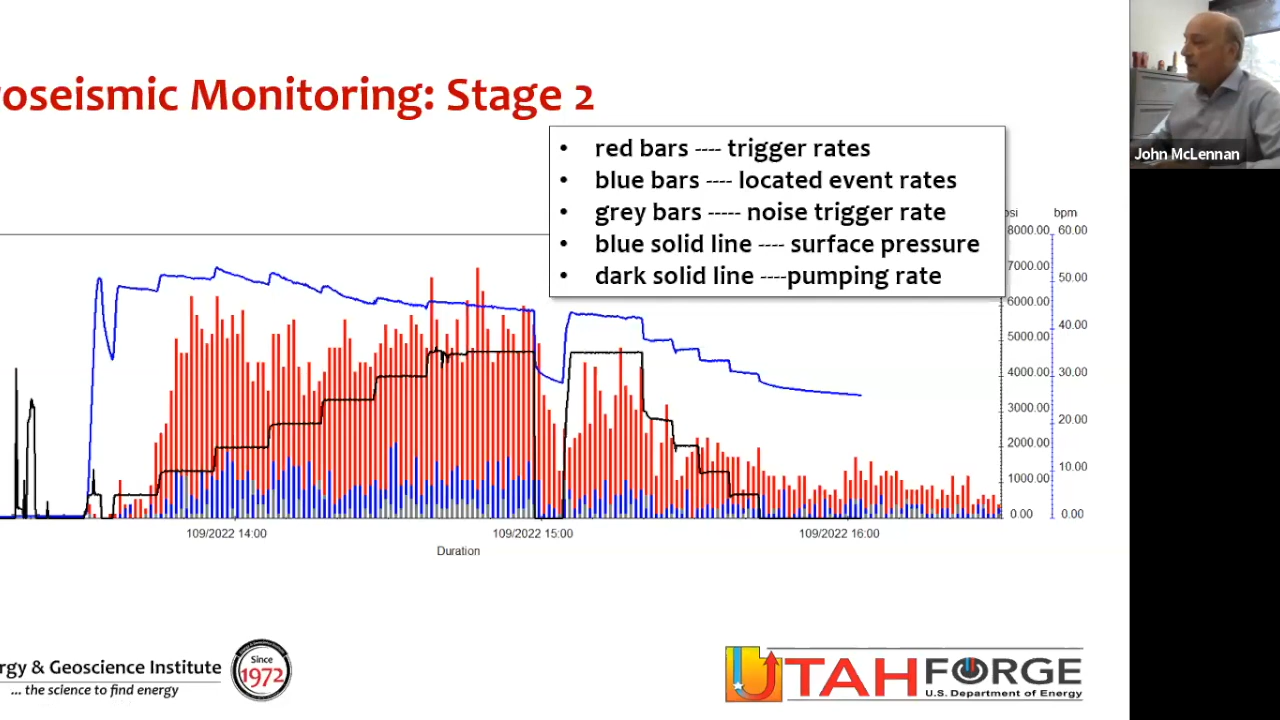 oseismic Monitoring: Stage 2
• red bars ---- trigger rates
• blue bars ---- located event rates
• grey bars ----- noise trigger rate
• blue solid line ---- surface pressure
• dark solid line ----pumping rate
John McLennan
psi bpm
8000.00 60.00
7000.00 50.00
6000.00
5000.00 40.00
4000.00 30.00
3000.00 20.00
2000.00 10.00
1000.00
0.00 0.00
109/2022 14:00 109/2022 15:00 109/2022 16:00
Duration
rgy & Geoscience Institute
... the science to find energy
Since
1972
UTAH FORGE
U.S. Department of Energy